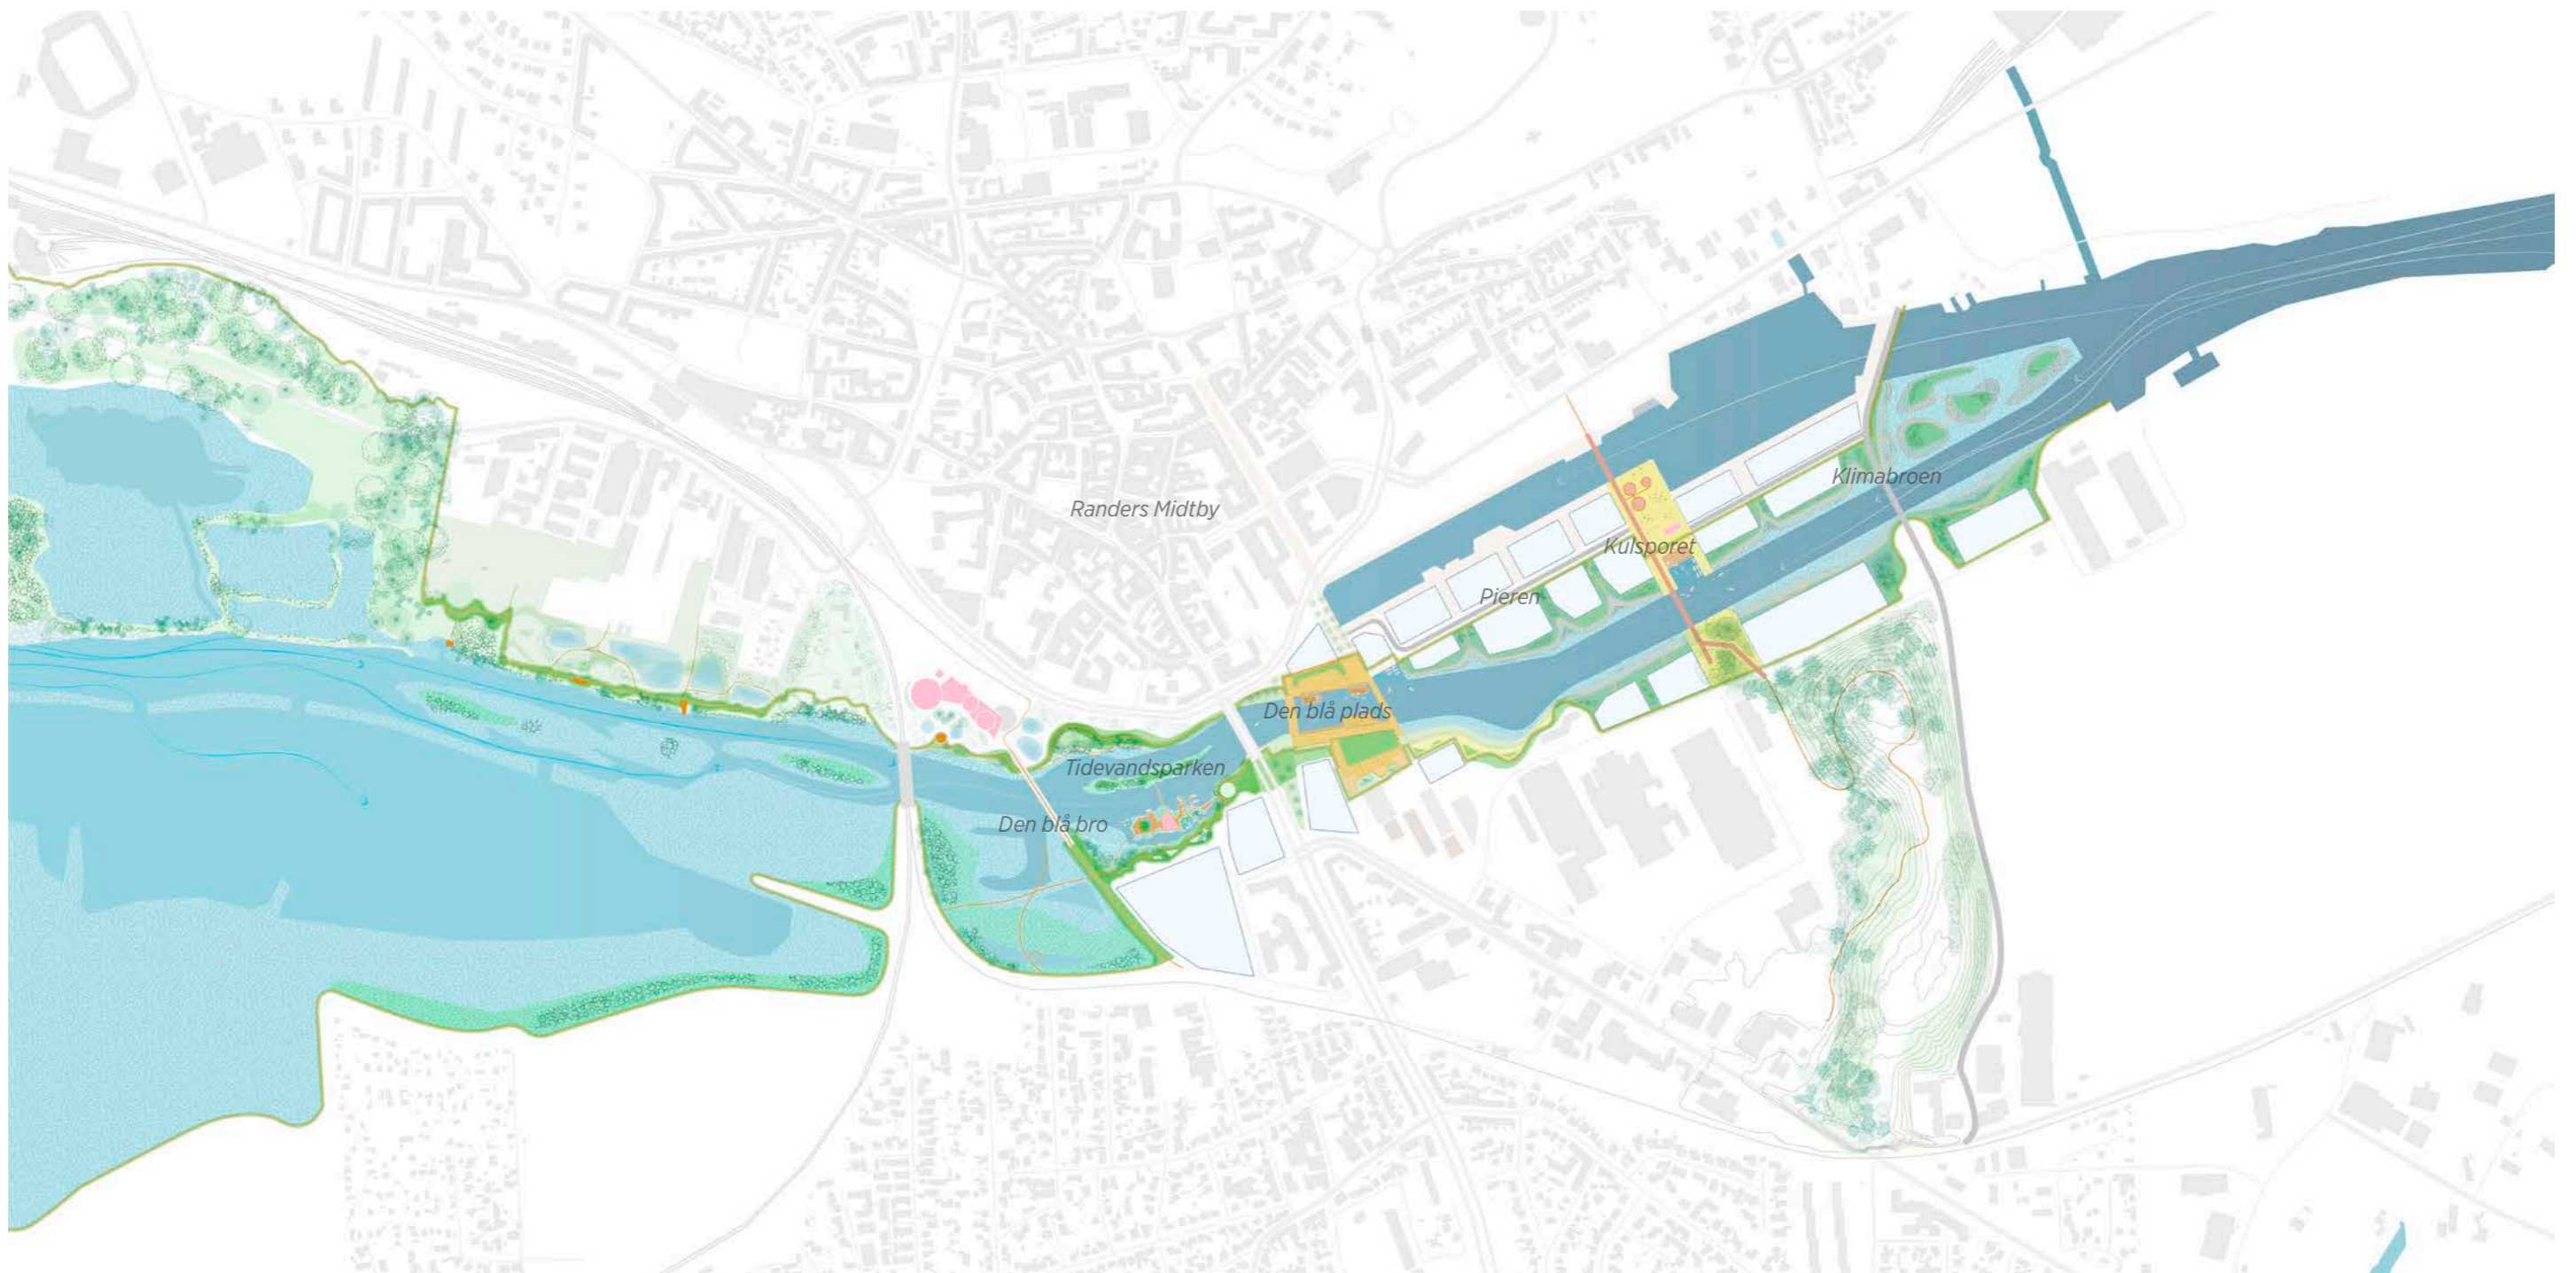 Klimabroen
Randers Midtby
Kulsporet
Pieren
Den blå plads
Tidevandsparken
Den blå bro